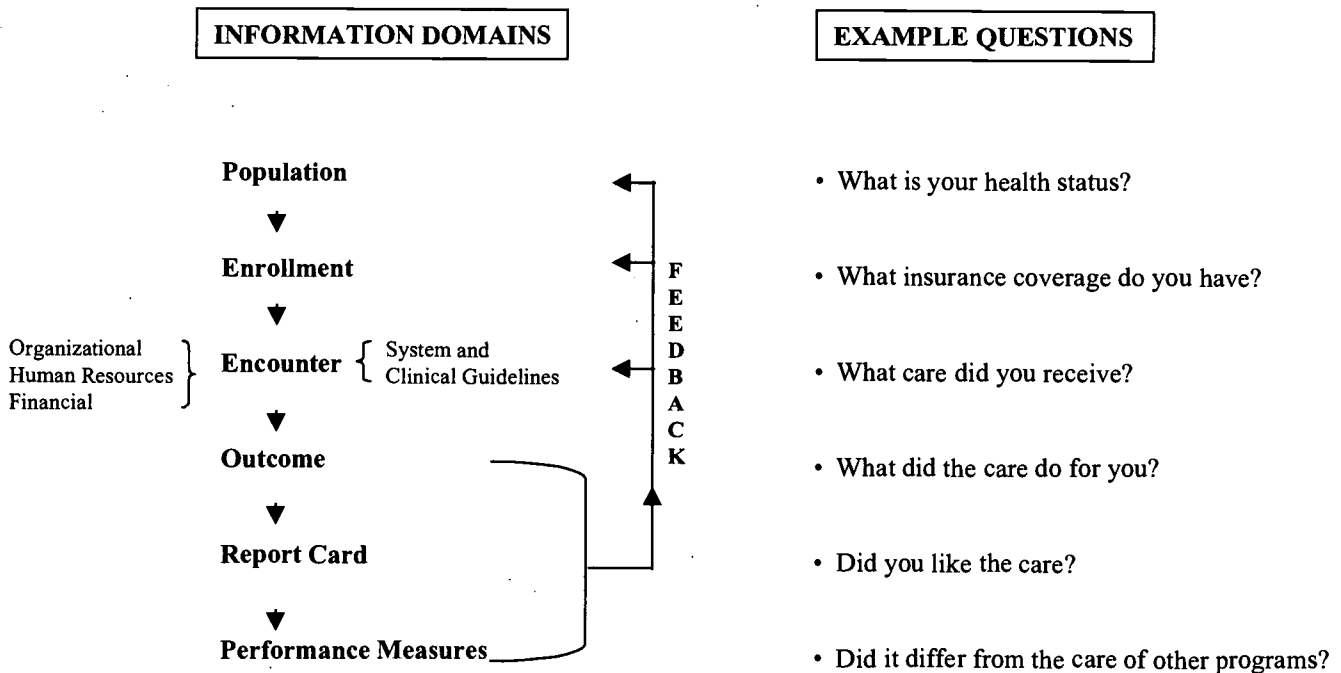 INFORMATION DOMAINS
EXAMPLE QUESTIONS
Population
• What is your health status?
Enrollment
• What insurance coverage do you have?
Organizational
Human Resources
Financial
Encounter
System and
Clinical Guidelines
• What care did you receive?
F
E
E
D
B
A
C
K
Outcome
• What did the care do for you?
Report Card
• Did you like the care?
Performance Measures
• Did it differ from the care of other programs?